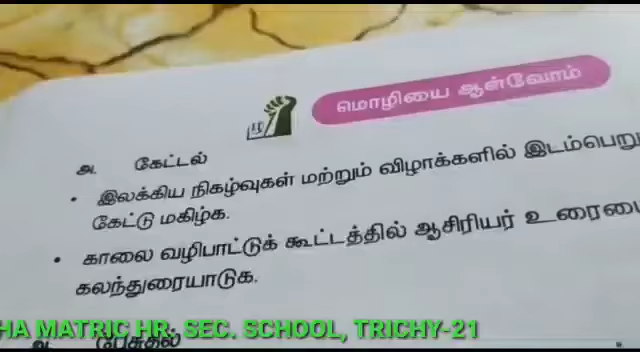 மொழியை ஆள்வோம்
அ. கேட்டல்
• இலக்கிய நிகழ்வுகள் மற்றும் விழாக்களில் இடம்பெறு
கேட்டு மகிழ்க.
• காலை வழிபாட்டுக் கூட்டத்தில் ஆசிரியர்
கலந்துரையாடுக.
பேசுதல்
HA MATRIC HR. SEC. SCHOOL, TRICHY-21